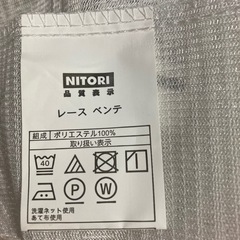 NITORI
品質表示
レース ベンテ
組成 ポリエステル100%
取り扱い表示
40
P W
洗濯ネット使用
あて布使用